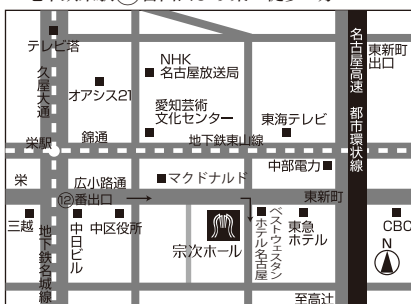 テレビ塔
久屋大通
オアシス21
NHK
名古屋放送局
愛知芸術
文化センター
東海テレビ
名古屋高速 都市環状線
東新町
出口
栄駅
錦通
地下鉄東山線
中部電力
栄
広小路通
マクドナルド
東新町
⑫番出口
三越
地下鉄名城線
中日ビル
中区役所
宗次ホール
ベストウェスタン
ホテル名古屋
東急
ホテル
CBC
N
至高辻